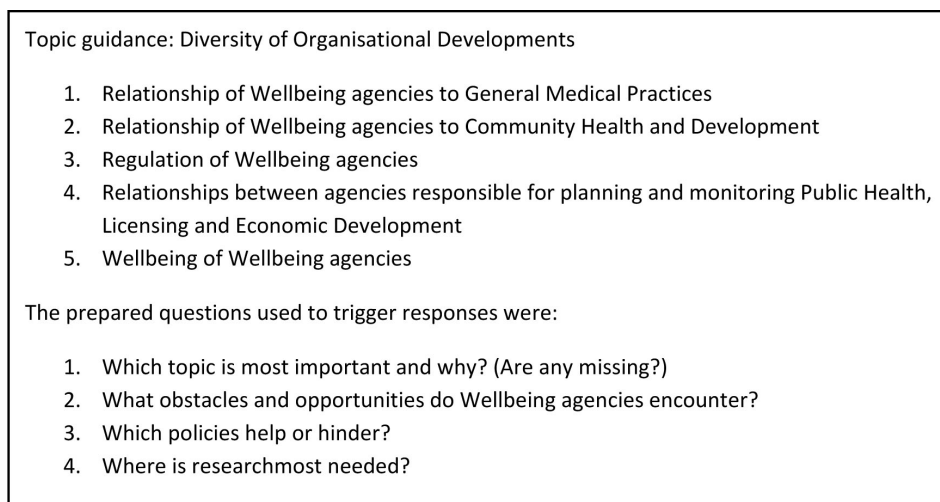 Topic guidance: Diversity of Organisational Developments
1. Relationship of Wellbeing agencies to General Medical Practices
2. Relationship of Wellbeing agencies to Community Health and Development
3. Regulation of Wellbeing agencies
4. Relationships between agencies responsible for planning and monitoring Public Health,
Licensing and Economic Development
5. Wellbeing of Wellbeing agencies
The prepared questions used to trigger responses were:
1. Which topic is most important and why? (Are any missing?)
2. What obstacles and opportunities do Wellbeing agencies encounter?
3. Which policies help or hinder?
4. Where is researchmost needed?